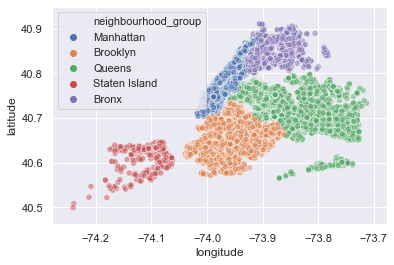 neighbourhood_group
Manhattan
Brooklyn
Queens
Staten Island
Bronx
40.9
40.8
40.7
40.6
40.5
latitude
−74.2
−74.1
−74.0
−73.9
−73.8
−73.7
longitude